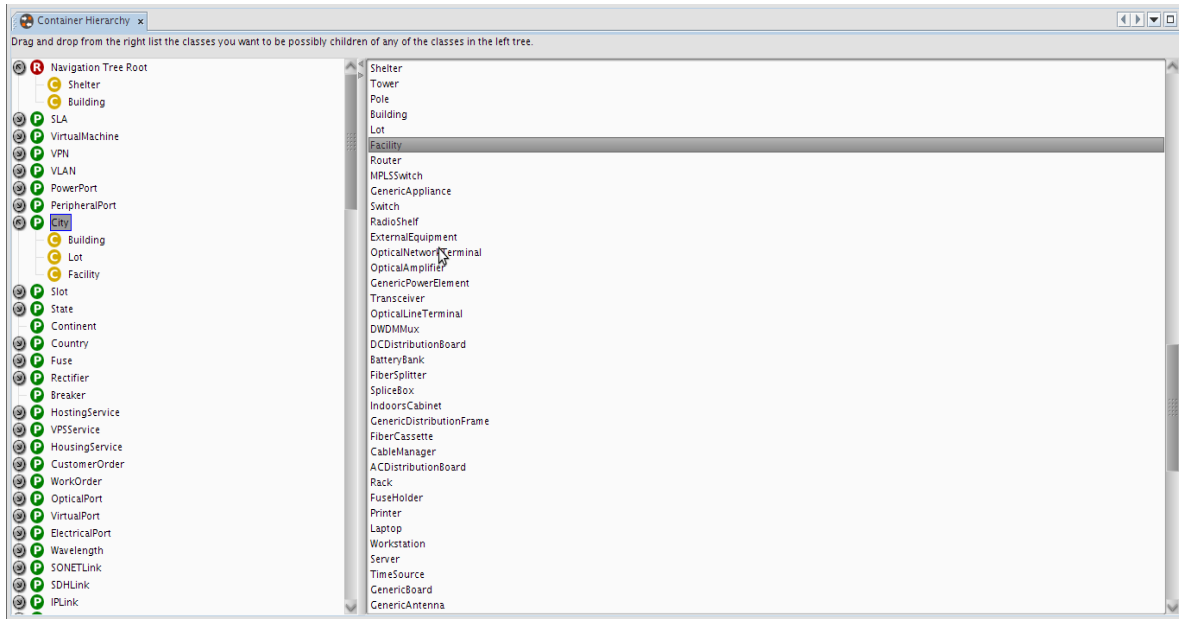 Container Hierarchy x
Drag and drop from the right list the classes you want to be possibly children of any of the classes in the left tree.
R Navigation Tree Root
C Shelter
C Building
P SLA
P VirtualMachine
P VPN
P VLAN
P PowerPort
P PeripheralPort
P City
C Building
C Lot
C Facility
P Slot
P State
P Continent
P Country
P Fuse
P Rectifier
P Breaker
P HostingService
P VPSService
P HousingService
P CustomerOrder
P WorkOrder
P OpticalPort
P VirtualPort
P ElectricalPort
P Wavelength
P SONETLink
P SDHLink
P IPLink
Shelter
Tower
Pole
Building
Lot
Facility
Router
MPLSSwitch
GenericAppliance
Switch
RadioShelf
ExternalEquipment
OpticalNetworkTerminal
OpticalAmplifier
GenericPowerElement
Transceiver
OpticalLineTerminal
DWDMMux
DCDistributionBoard
BatteryBank
FiberSplitter
SpliceBox
IndoorsCabinet
GenericDistributionFrame
FiberCassette
CableManager
ACDistributionBoard
Rack
FuseHolder
Printer
Laptop
Workstation
Server
TimeSource
GenericBoard
GenericAntenna